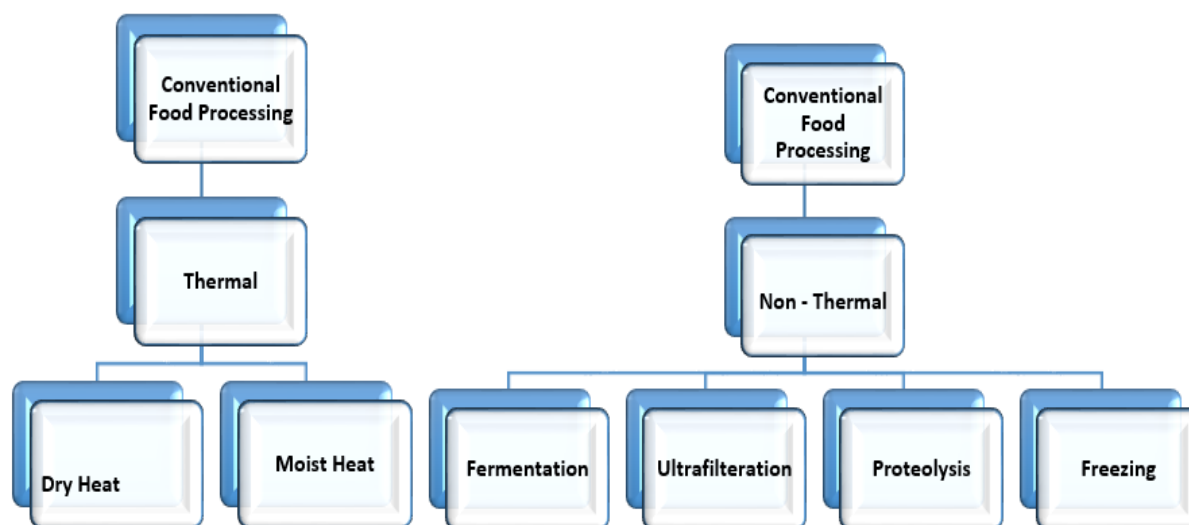 Conventional
Food Processing
Thermal
Dry Heat
Moist Heat
Conventional
Food
Processing
Non - Thermal
Fermentation
Ultrafilteration
Proteolysis
Freezing